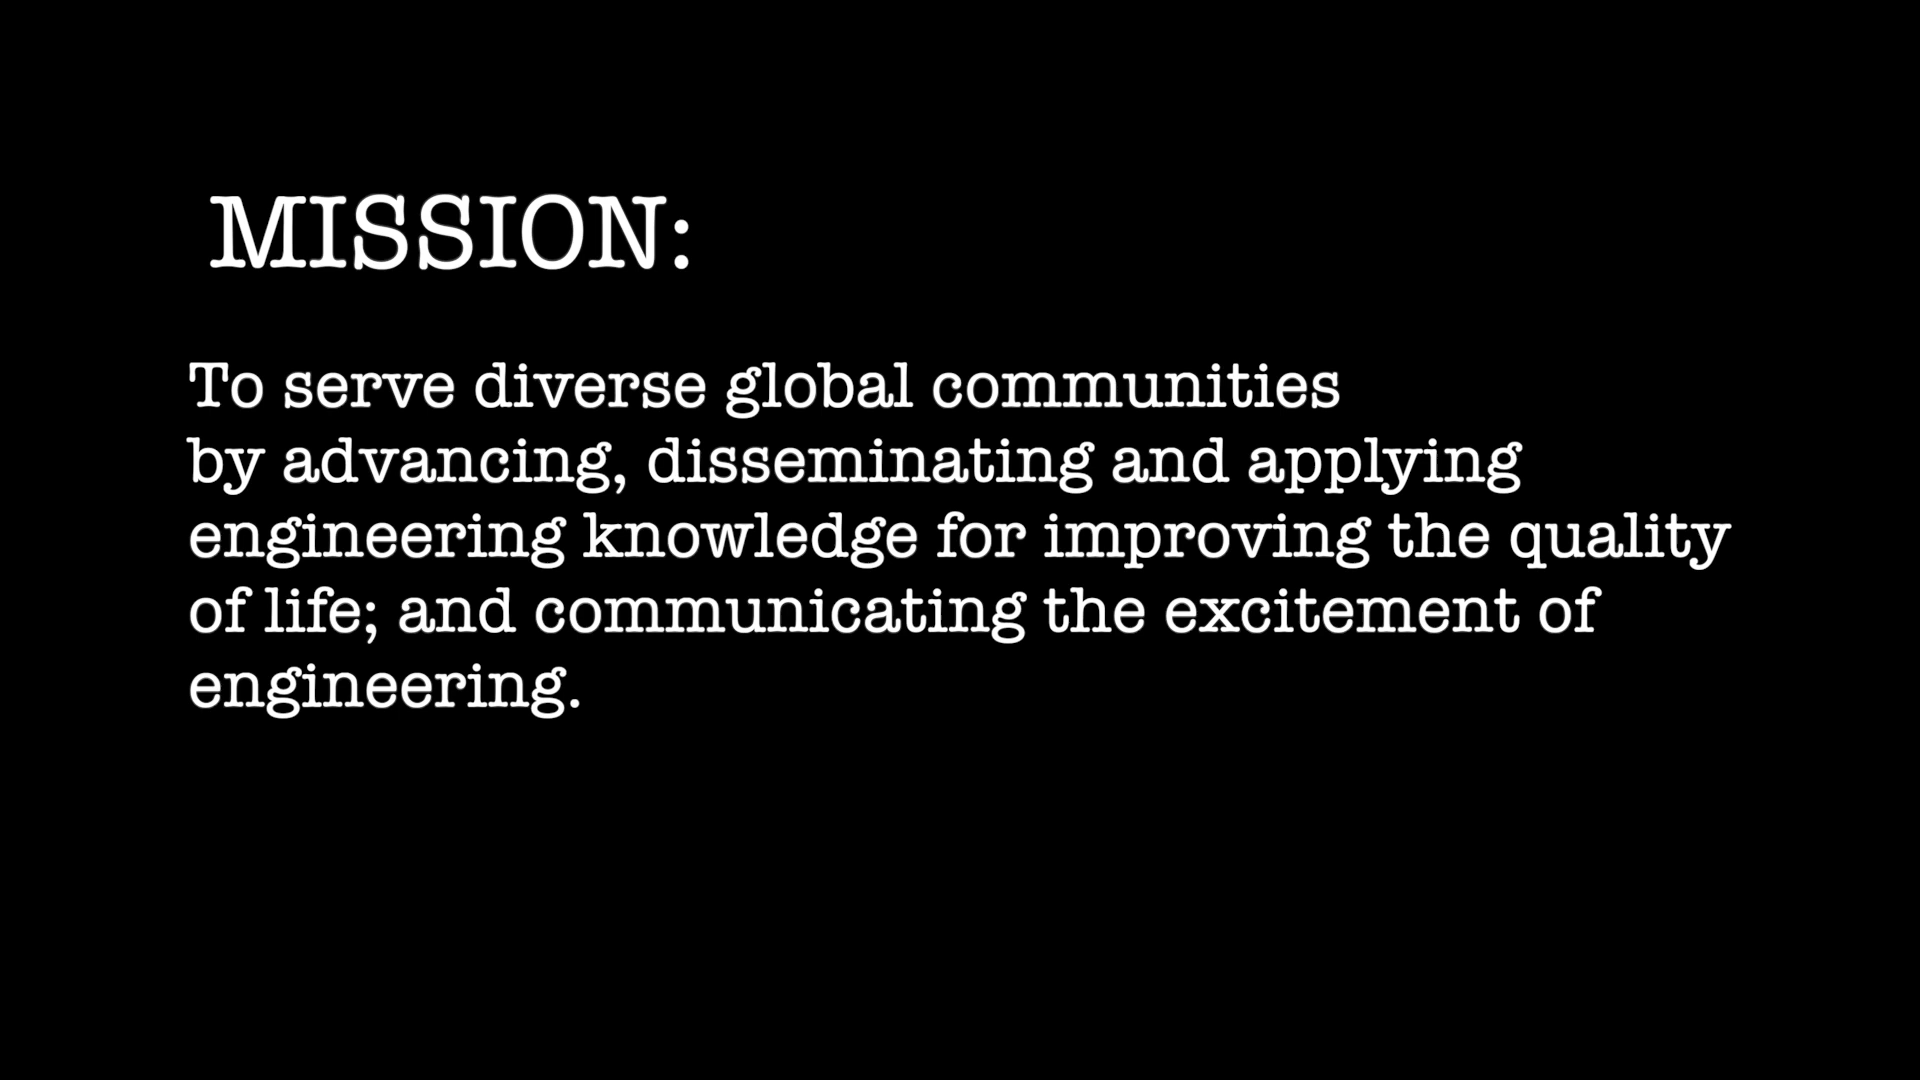 MISSION:
To serve diverse global communities
by advancing, disseminating and applying
engineering knowledge for improving the quality
of life; and communicating the excitement of
engineering.